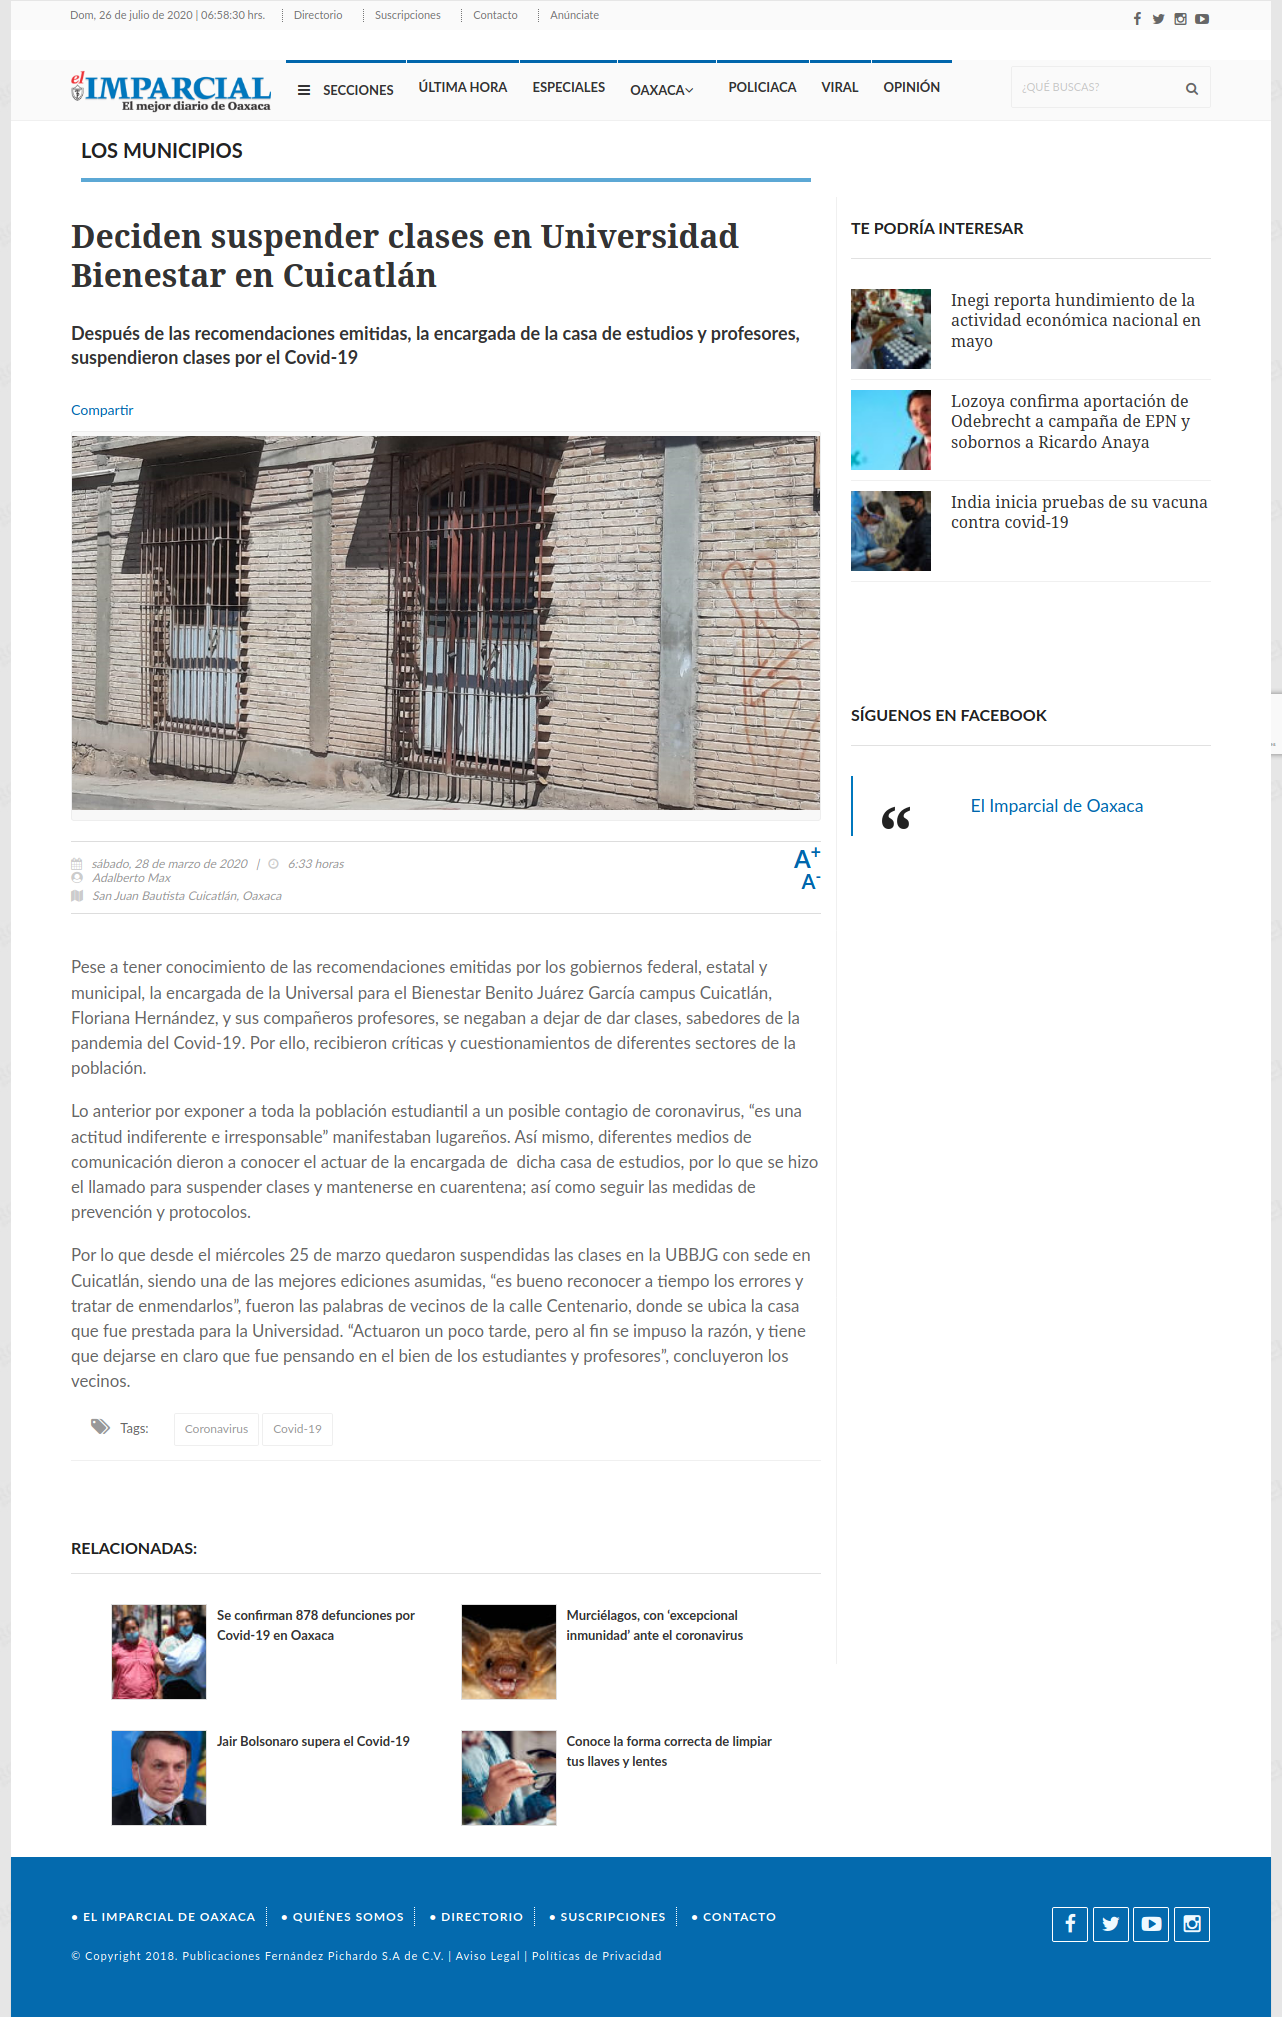 Dom, 26 de julio de 2020 | 06:58:30 hrs.
Directorio
Suscripciones
Contacto
Anúnciate
el IMPARCIAL
El mejor diario de Oaxaca
SECCIONES
ÚLTIMA HORA
ESPECIALES
OAXACA
POLICIACA
VIRAL
OPINIÓN
¿QUÉ BUSCAS?
LOS MUNICIPIOS
Deciden suspender clases en Universidad
Bienestar en Cuicatlán
Después de las recomendaciones emitidas, la encargada de la casa de estudios y profesores,
suspendieron clases por el Covid-19
Compartir
sábado, 28 de marzo de 2020 | 6:33 horas
Adalberto Max
San Juan Bautista Cuicatlán, Oaxaca
A+
A-
Pese a tener conocimiento de las recomendaciones emitidas por los gobiernos federal, estatal y
municipal, la encargada de la Universal para el Bienestar Benito Juárez García campus Cuicatlán,
Floriana Hernández, y sus compañeros profesores, se negaban a dejar de dar clases, sabedores de la
pandemia del Covid-19. Por ello, recibieron críticas y cuestionamientos de diferentes sectores de la
población.
Lo anterior por exponer a toda la población estudiantil a un posible contagio de coronavirus, “es una
actitud indiferente e irresponsable” manifestaban lugareños. Así mismo, diferentes medios de
comunicación dieron a conocer el actuar de la encargada de  dicha casa de estudios, por lo que se hizo
el llamado para suspender clases y mantenerse en cuarentena; así como seguir las medidas de
prevención y protocolos.
Por lo que desde el miércoles 25 de marzo quedaron suspendidas las clases en la UBBJG con sede en
Cuicatlán, siendo una de las mejores ediciones asumidas, “es bueno reconocer a tiempo los errores y
tratar de enmendarlos”, fueron las palabras de vecinos de la calle Centenario, donde se ubica la casa
que fue prestada para la Universidad. “Actuaron un poco tarde, pero al fin se impuso la razón, y tiene
que dejarse en claro que fue pensando en el bien de los estudiantes y profesores”, concluyeron los
vecinos.
Tags:
Coronavirus
Covid-19
TE PODRÍA INTERESAR
Inegi reporta hundimiento de la
actividad económica nacional en
mayo
Lozoya confirma aportación de
Odebrecht a campaña de EPN y
sobornos a Ricardo Anaya
India inicia pruebas de su vacuna
contra covid-19
SÍGUENOS EN FACEBOOK
“
El Imparcial de Oaxaca
RELACIONADAS:
Se confirman 878 defunciones por
Covid-19 en Oaxaca
Murciélagos, con ‘excepcional
inmunidad’ ante el coronavirus
Jair Bolsonaro supera el Covid-19
Conoce la forma correcta de limpiar
tus llaves y lentes
● EL IMPARCIAL DE OAXACA
● QUIÉNES SOMOS
● DIRECTORIO
● SUSCRIPCIONES
● CONTACTO
© Copyright 2018. Publicaciones Fernández Pichardo S.A de C.V. | Aviso Legal | Políticas de Privacidad